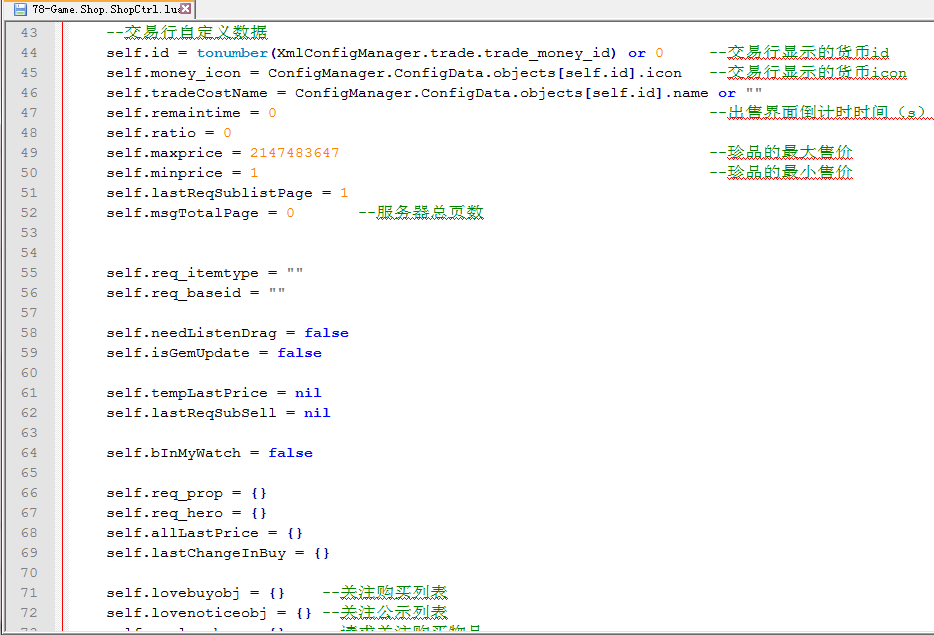 78-Game.Shop.ShopCtrl.lu
43 --交易行自定义数据
44 self.id = tonumber(XmlConfigManager.trade.trade_money_id) or 0 --交易行显示的货币id
45 self.money_icon = ConfigManager.ConfigData.objects[self.id].icon --交易行显示的货币icon
46 self.tradeCostName = ConfigManager.ConfigData.objects[self.id].name or ""
47 self.remaintime = 0 --出售界面倒计时时间（s）
48 self.ratio = 0
49 self.maxprice = 2147483647 --珍品的最大售价
50 self.minprice = 1 --珍品的最小售价
51 self.lastReqSublistPage = 1
52 self.msgTotalPage = 0 --服务器总页数
53
54
55 self.req_itemtype = ""
56 self.req_baseid = ""
57
58 self.needListenDrag = false
59 self.isGemUpdate = false
60
61 self.tempLastPrice = nil
62 self.lastReqSubSell = nil
63
64 self.bInMyWatch = false
65
66 self.req_prop = {}
67 self.req_hero = {}
68 self.allLastPrice = {}
69 self.lastChangeInBuy = {}
70
71 self.lovebuyobj = {} --关注购买列表
72 self.lovenoticeobj = {} --关注公示列表